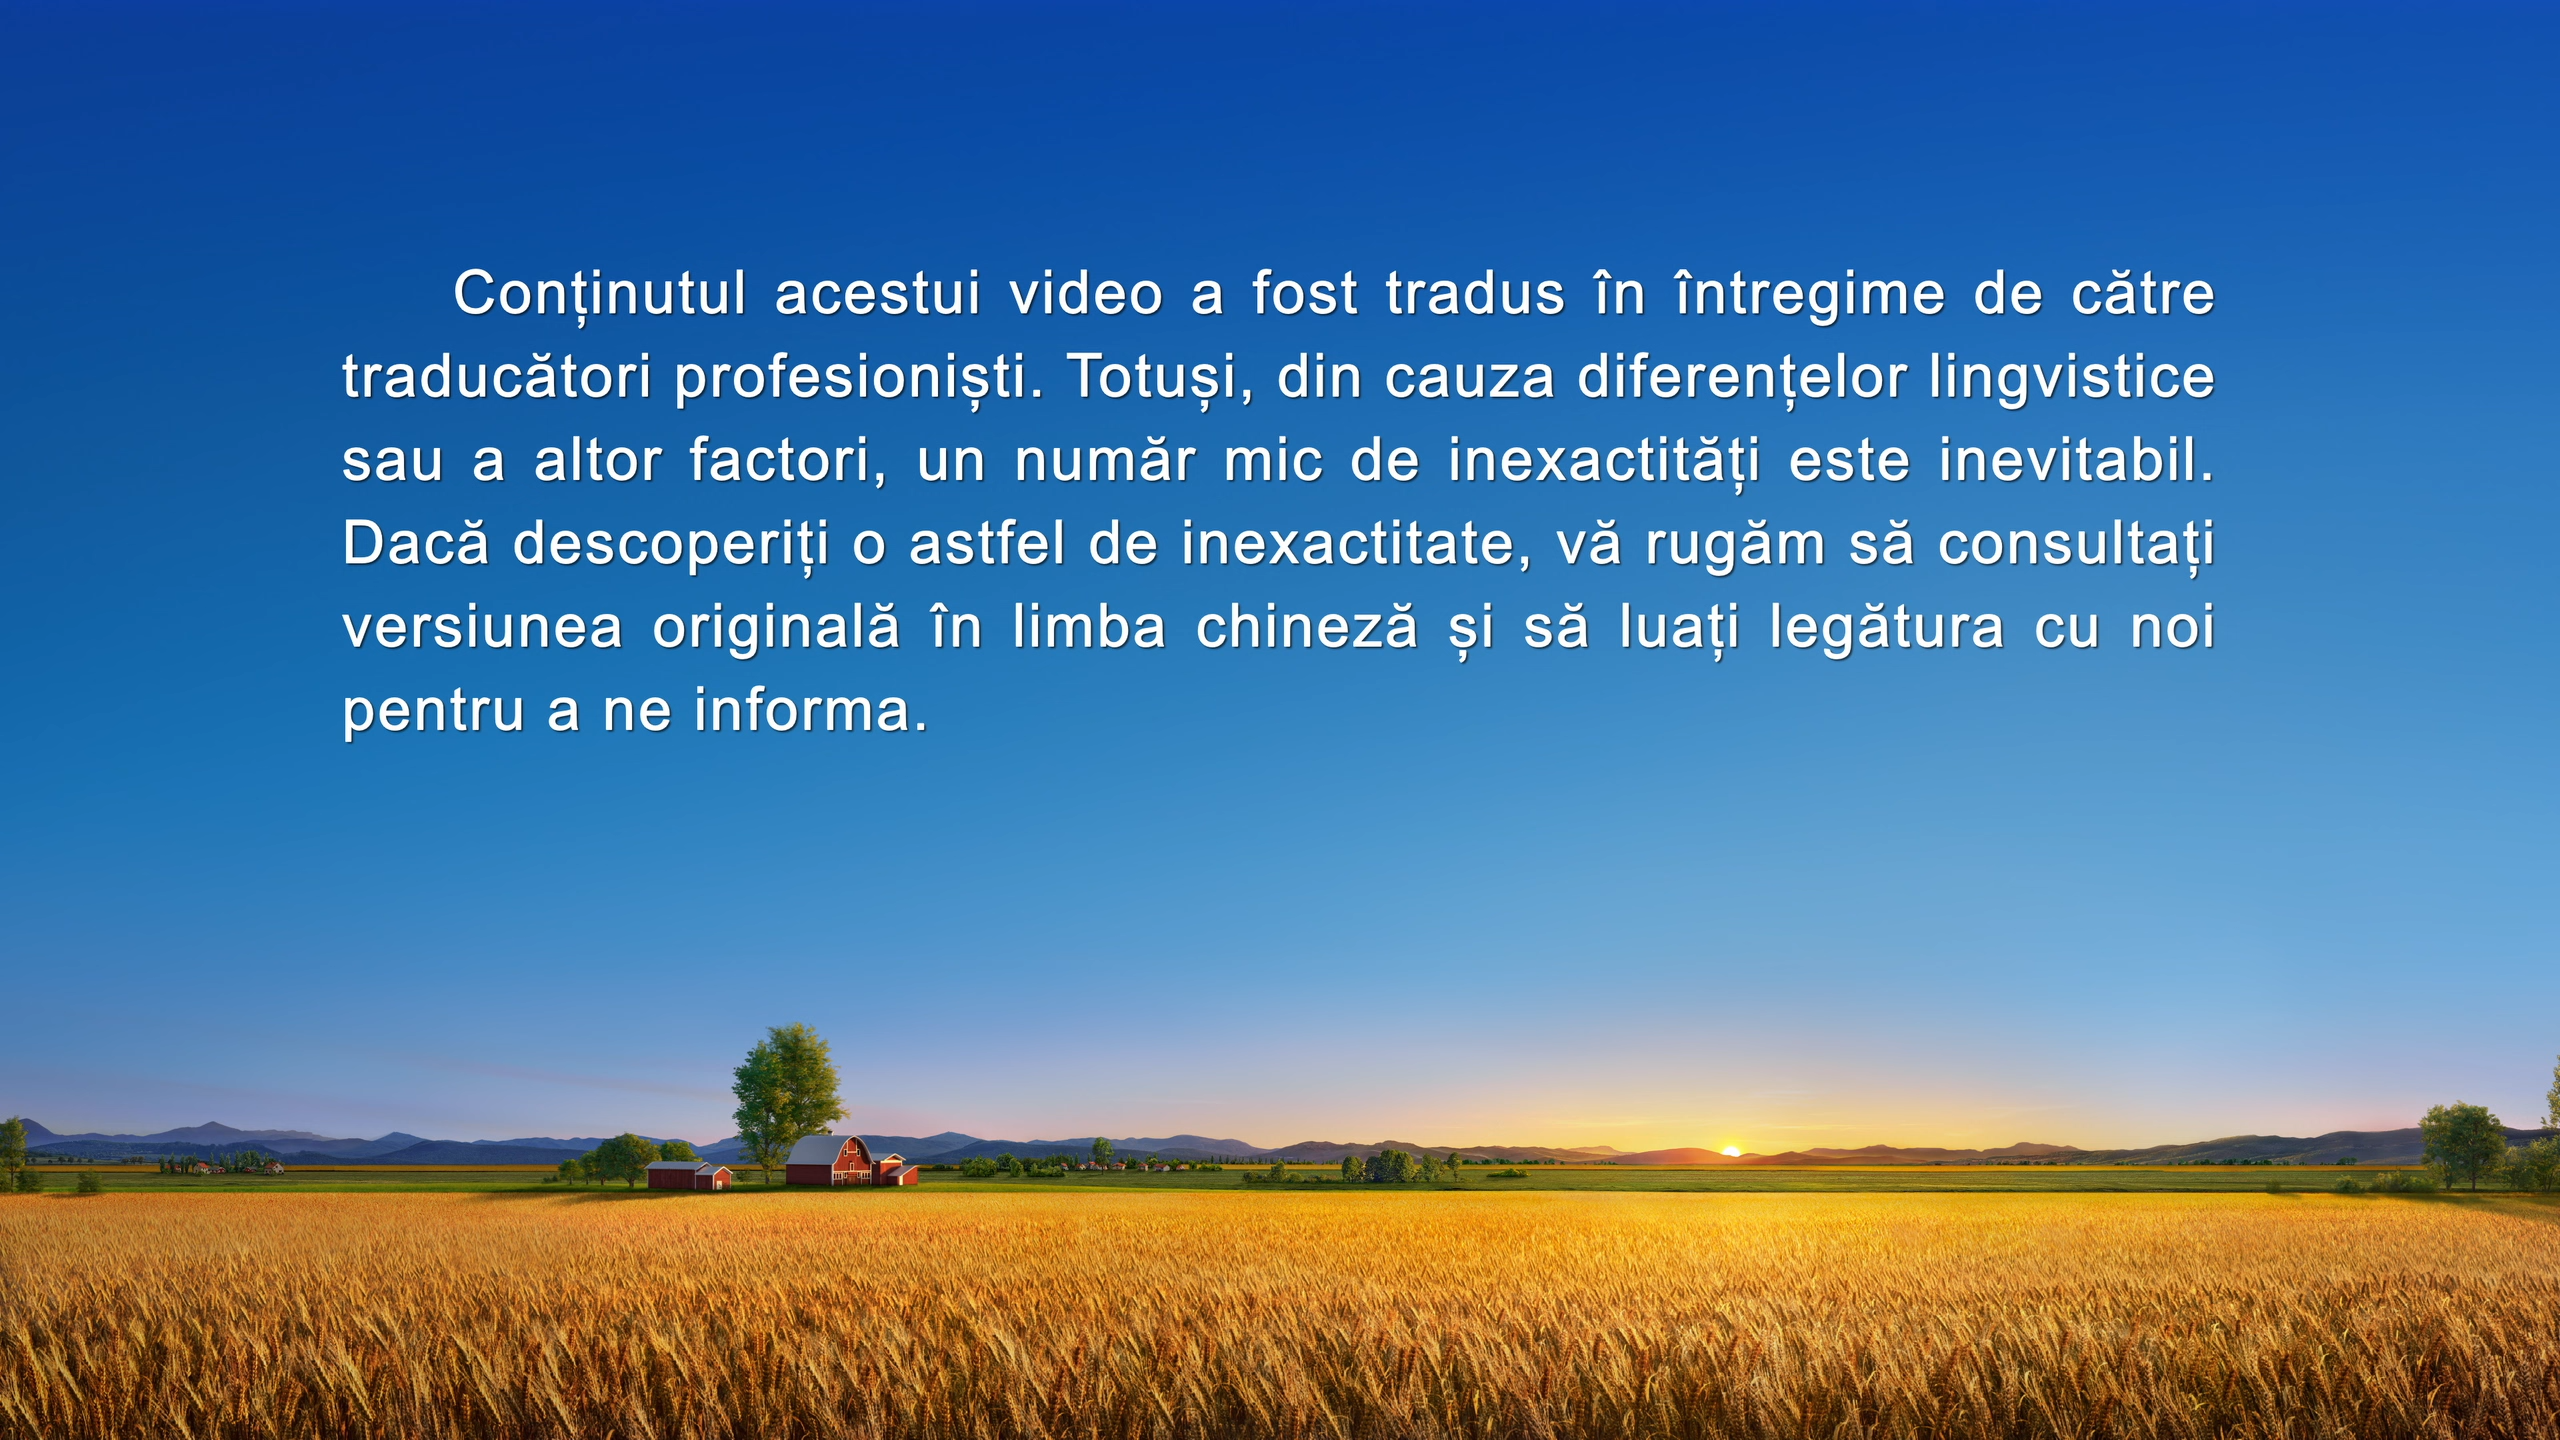 Conținutul acestui video a fost tradus în întregime de către
traducători profesioniști. Totuși, din cauza diferențelor lingvistice
sau a altor factori, un număr mic de inexactități este inevitabil.
Dacă descoperiți o astfel de inexactitate, vă rugăm să consultați
versiunea originală în limba chineză și să luați legătura cu noi
pentru a ne informa.